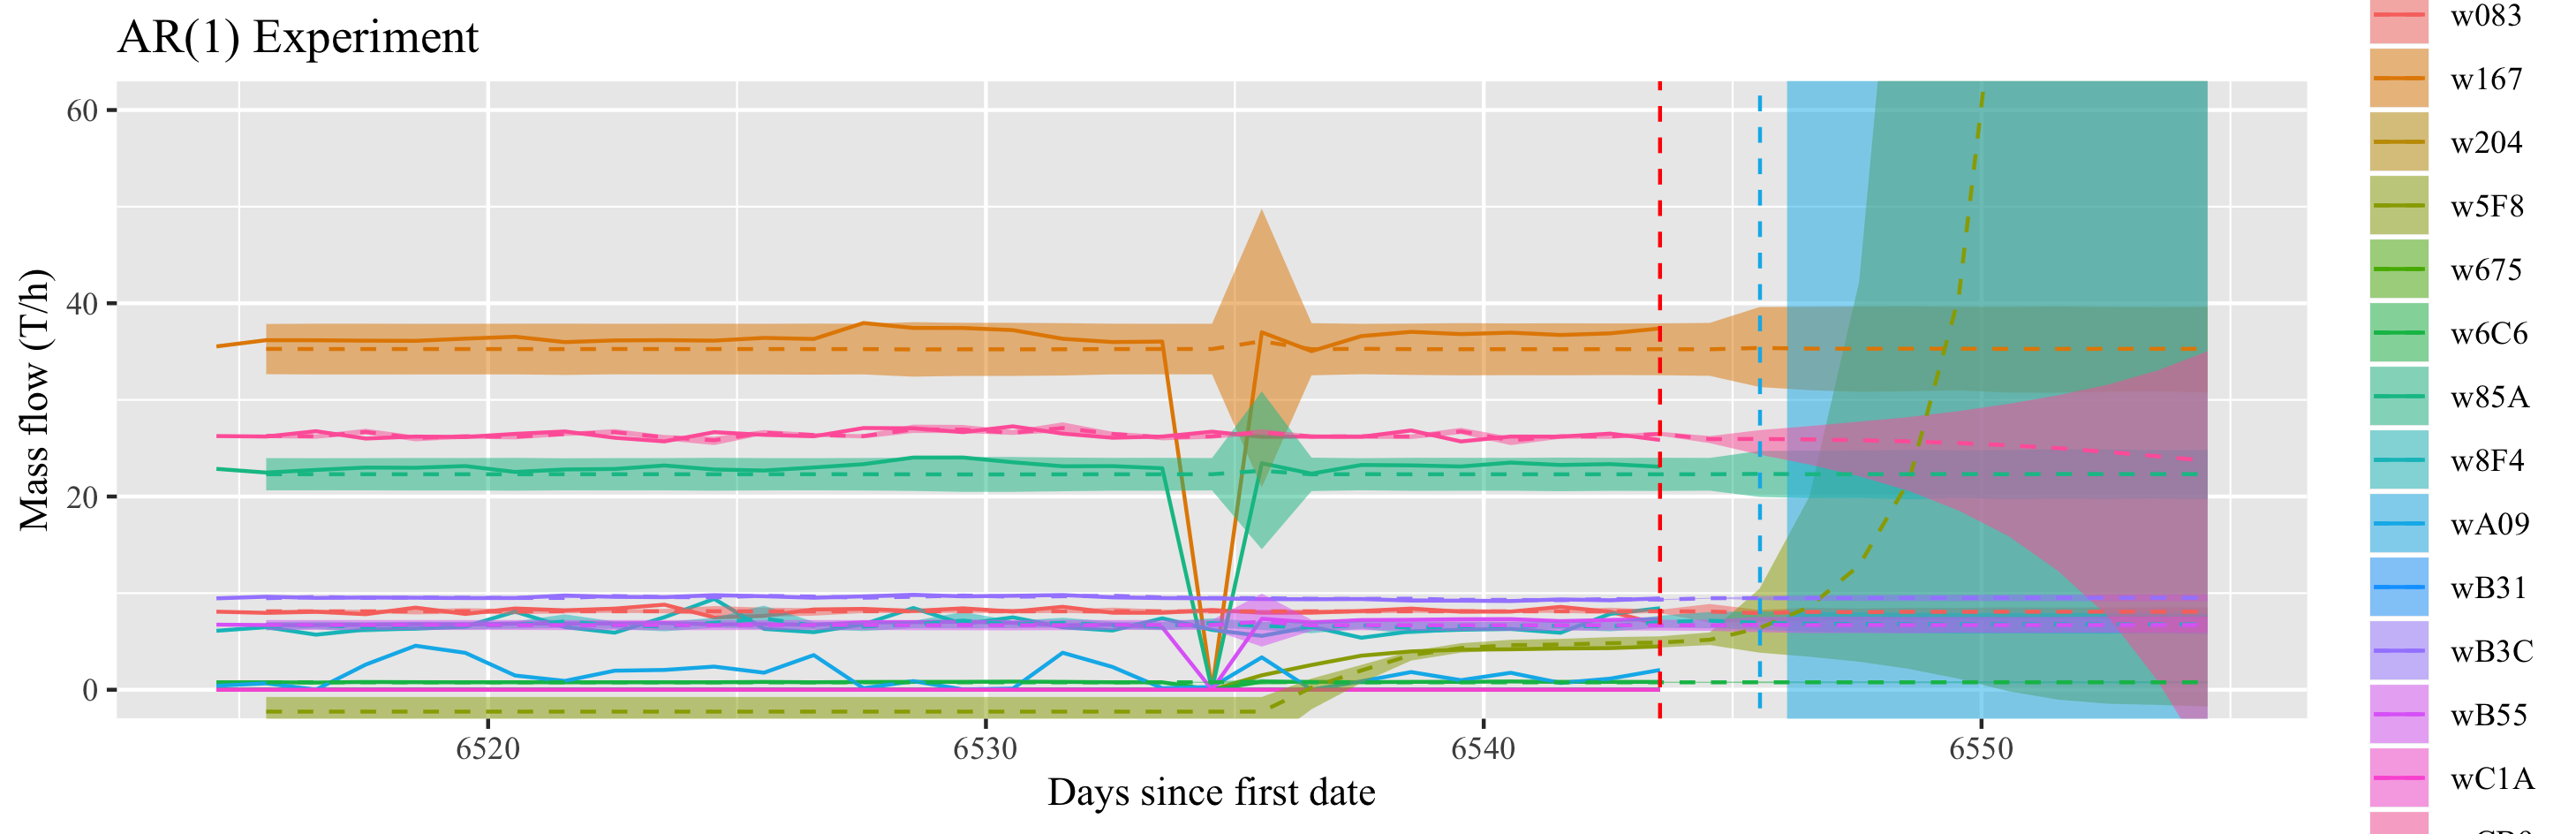 AR(1) Experiment
Mass flow (T/h)
60
40
20
0
6520
6530
6540
6550
Days since first date
w083
w167
w204
w5F8
w675
w6C6
w85A
w8F4
wA09
wB31
wB3C
wB55
wC1A